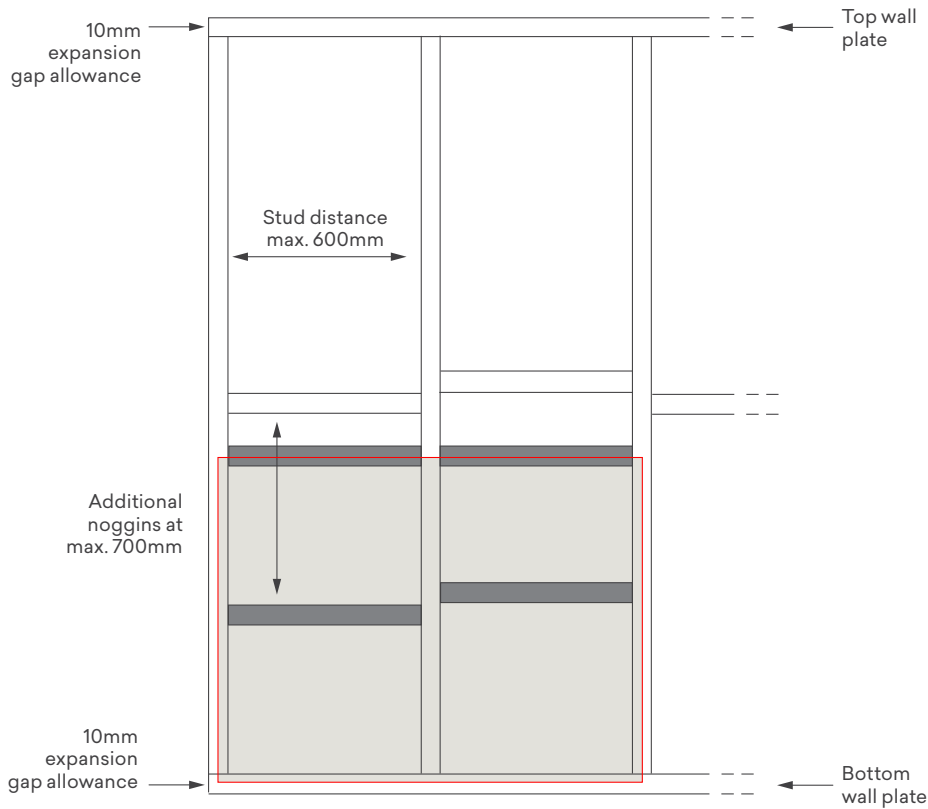 10mm
expansion
gap allowance
Top wall
plate
Stud distance
max. 600mm
Additional
noggins at
max. 700mm
10mm
expansion
gap allowance
Bottom
wall plate